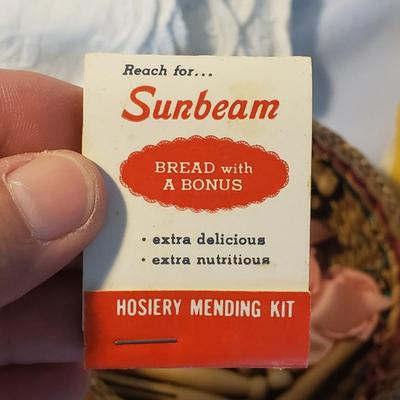 Reach for...
Sunbeam
BREAD with
A BONUS
• extra delicious
• extra nutritious
HOSIERY MENDING KIT